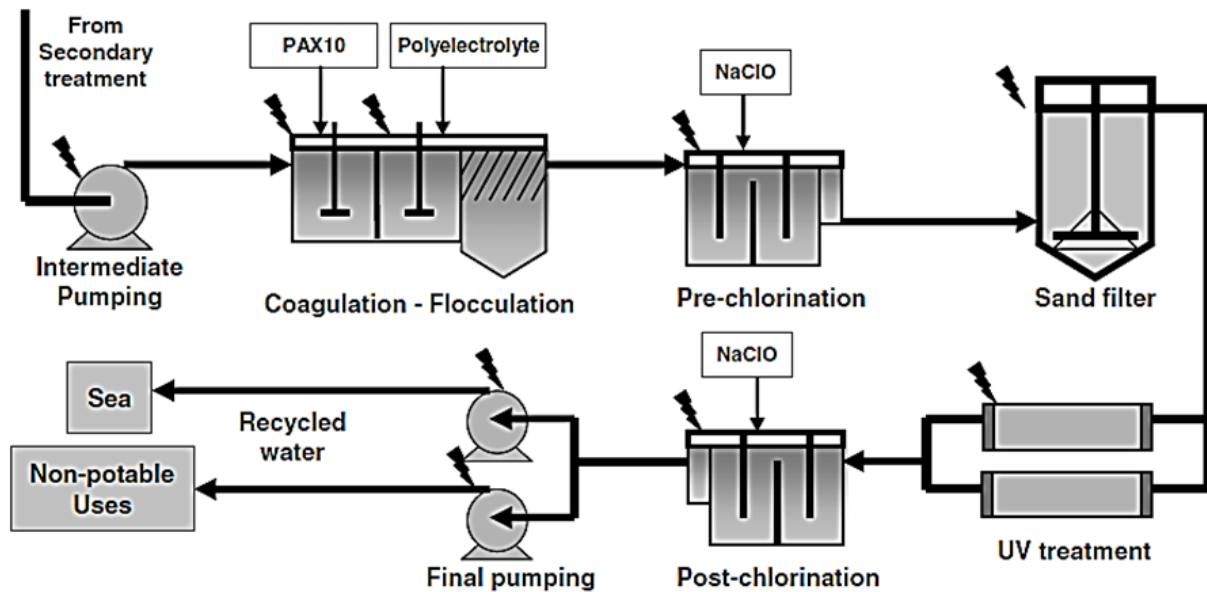 From
Secondary
treatment
PAX10
Polyelectrolyte
NaClO
Intermediate
Pumping
Coagulation - Flocculation
Pre-chlorination
Sand filter
Sea
Recycled
water
Non-potable
Uses
NaClO
Final pumping
Post-chlorination
UV treatment